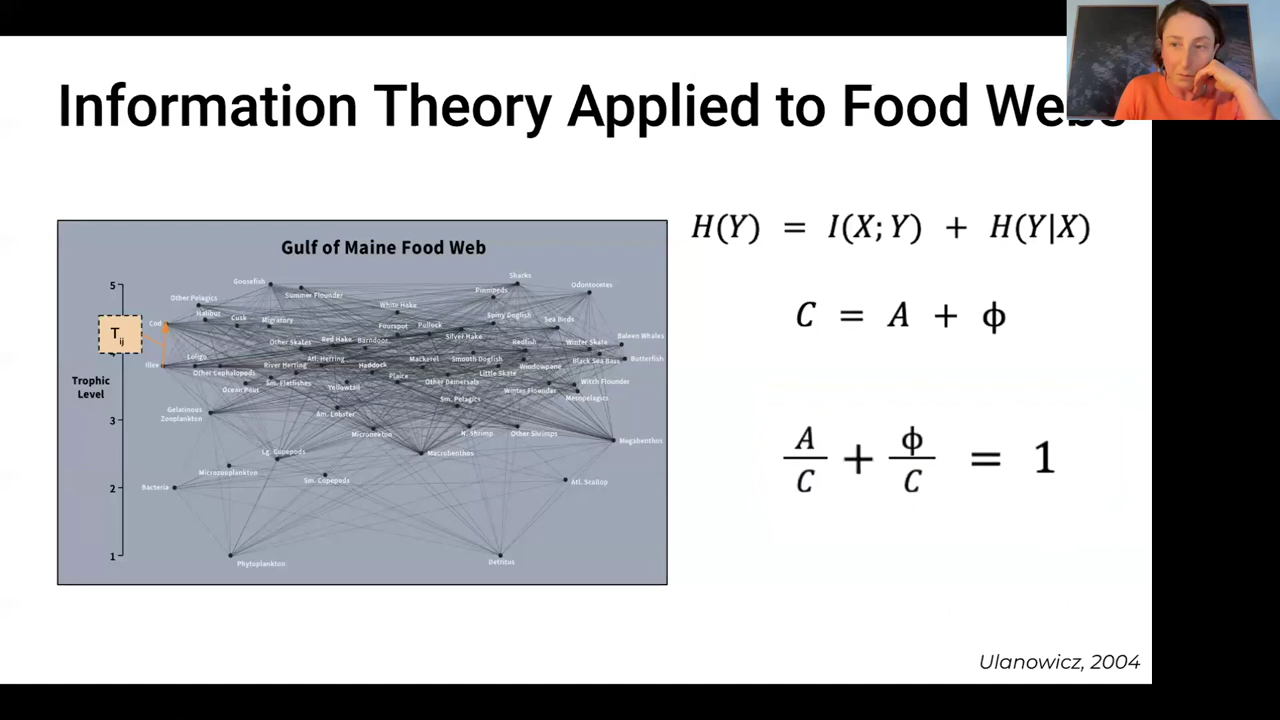 Information Theory Applied to Food Webs
Gulf of Maine Food Web
5
T_ij
Trophic
Level
3
2
1
Goosefish
Sharks
Summer Flounder
Pinnipeds
Odontocetes
Other Pelagics
Halibut
White Hake
Cod
Cusk
Migratory
Fourspot
Pollock
Spiny Dogfish
Sea Birds
Other Skates
Red Hake
Barndoor
Silver Hake
Redfish
Winter Skate
Baleen Whales
Illex
Loligo
River Herring
Atl. Herring
Haddock
Mackerel
Smooth Dogfish
Windowpane
Black Sea Bass
Butterfish
Other Cephalopods
Little Skate
Ocean Pout
Sm. Flatfishes
Yellowtail
Plaice
Other Demersals
Winter Flounder
Witch Flounder
Mesopelagics
Gelatinous
Zooplankton
Am. Lobster
Sm. Pelagics
Micronekton
N. Shrimp
Other Shrimps
Megabenthos
Lg. Copepods
Macrobenthos
Microzooplankton
Sm. Copepods
Atl. Scallop
Bacteria
Phytoplankton
Detritus
H(Y) = I(X; Y) + H(Y|X)
C = A + ϕ
A/C + ϕ/C = 1
Ulanowicz, 2004